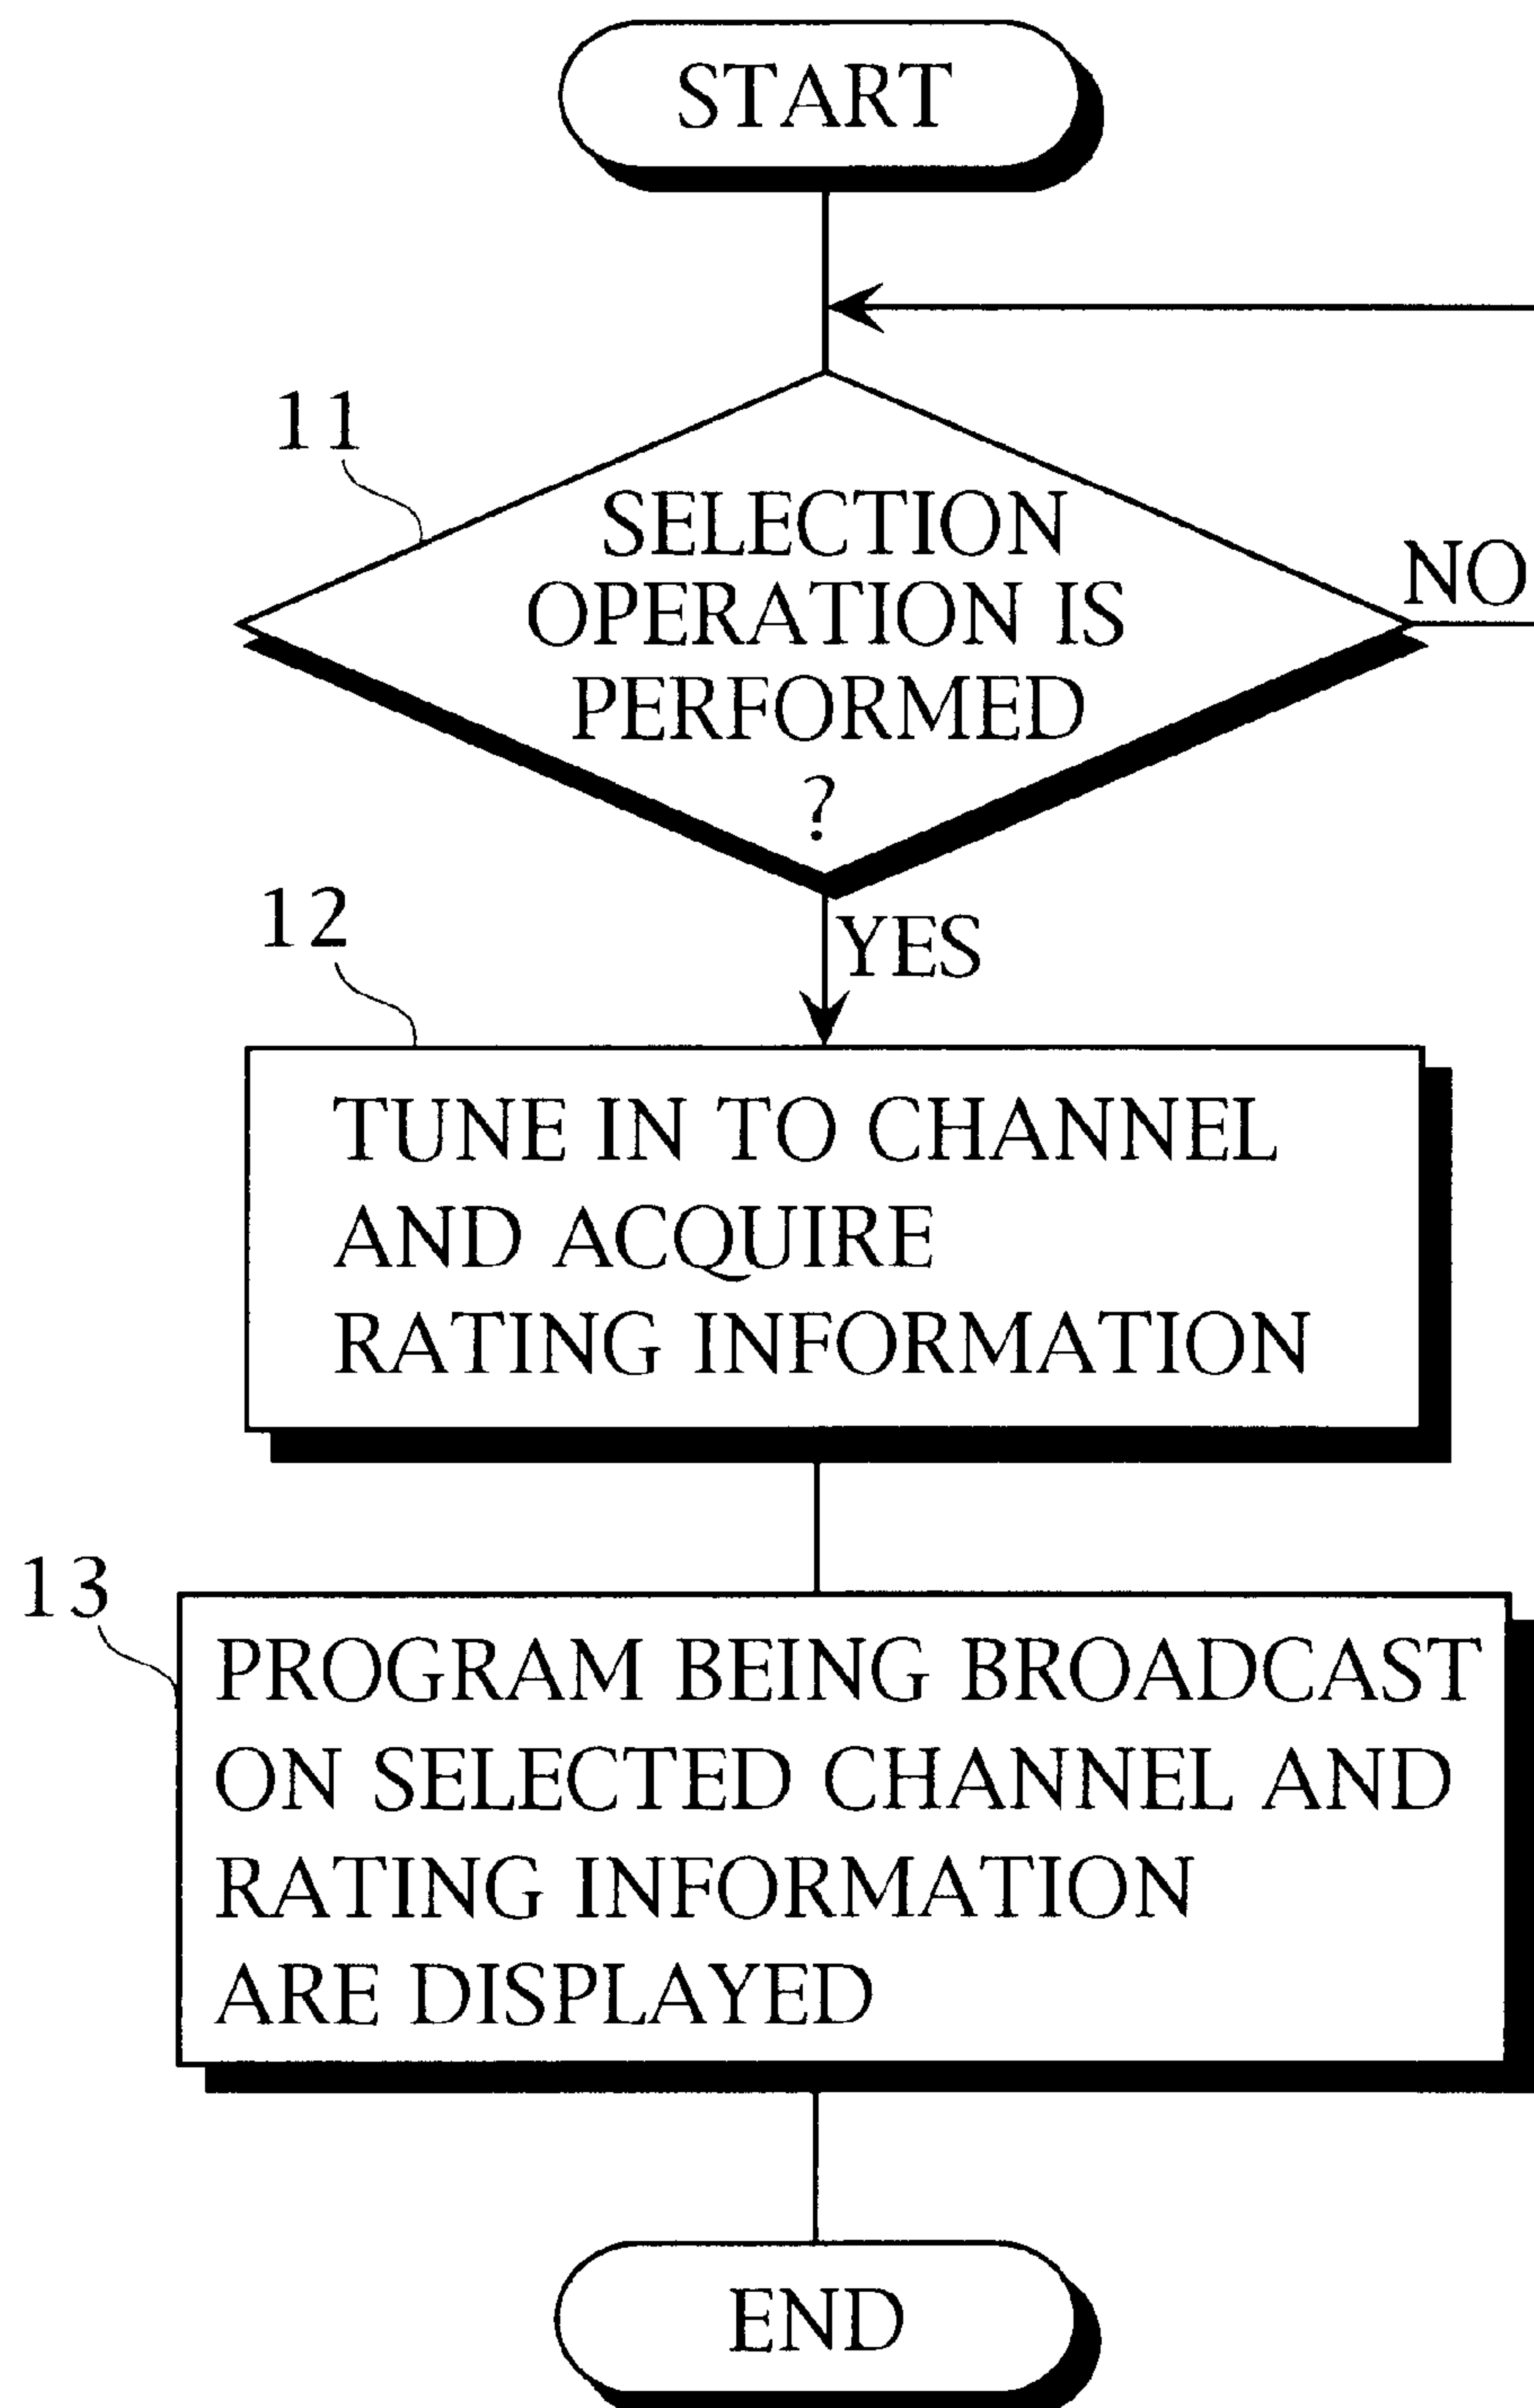 START
11
SELECTION
OPERATION IS
PERFORMED
?
NO
YES
12
TUNE IN TO CHANNEL
AND ACQUIRE
RATING INFORMATION
13
PROGRAM BEING BROADCAST
ON SELECTED CHANNEL AND
RATING INFORMATION
ARE DISPLAYED
END